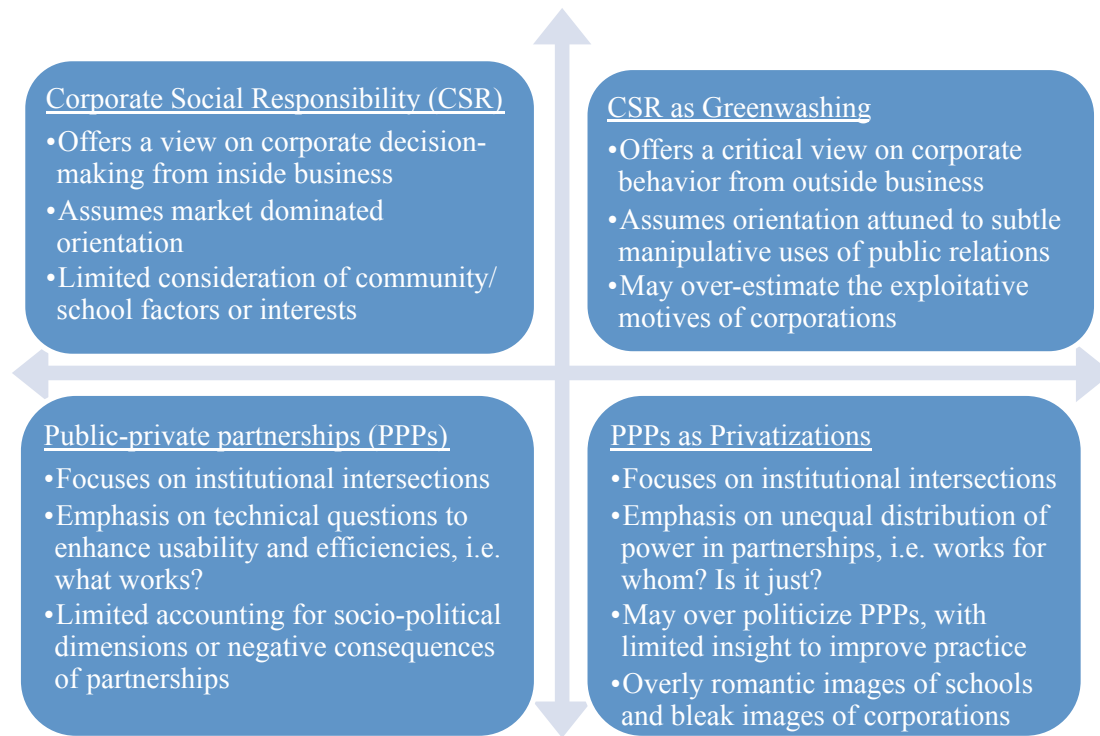 Corporate Social Responsibility (CSR)
•Offers a view on corporate decision-
making from inside business
•Assumes market dominated
orientation
•Limited consideration of community/
school factors or interests
CSR as Greenwashing
•Offers a critical view on corporate
behavior from outside business
•Assumes orientation attuned to subtle
manipulative uses of public relations
•May over-estimate the exploitative
motives of corporations
Public-private partnerships (PPPs)
•Focuses on institutional intersections
•Emphasis on technical questions to
enhance usability and efficiencies, i.e.
what works?
•Limited accounting for socio-political
dimensions or negative consequences
of partnerships
PPPs as Privatizations
•Focuses on institutional intersections
•Emphasis on unequal distribution of
power in partnerships, i.e. works for
whom? Is it just?
•May over politicize PPPs, with
limited insight to improve practice
•Overly romantic images of schools
and bleak images of corporations